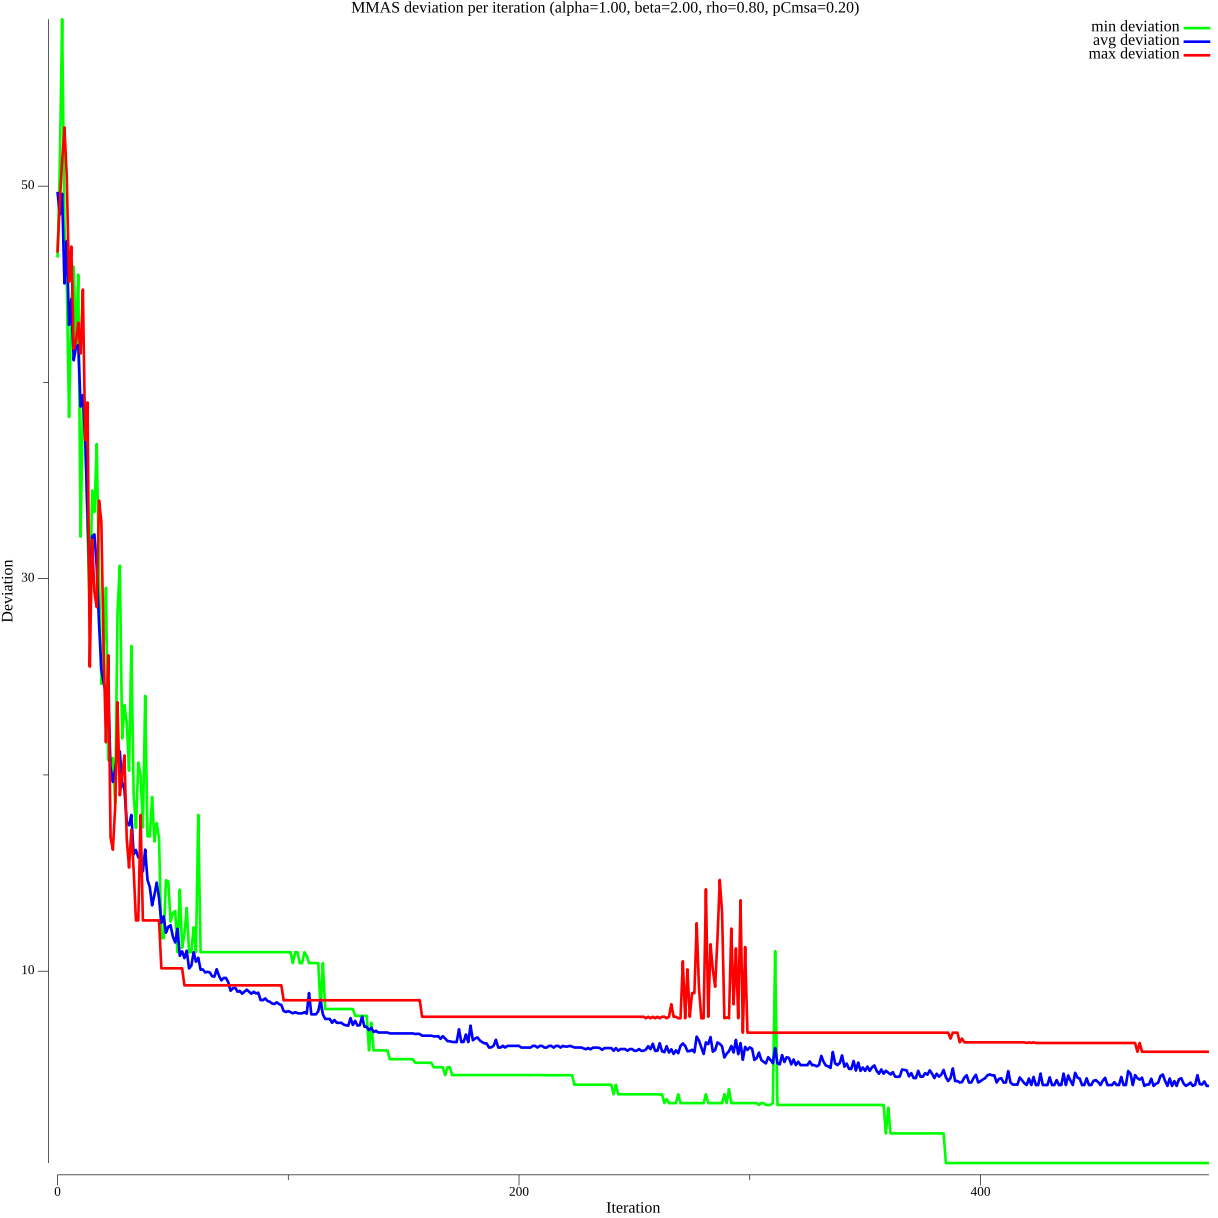 MMAS deviation per iteration (alpha=1.00, beta=2.00, rho=0.80, pCmsa=0.20)
min deviation
avg deviation
max deviation
50
30
10
Deviation
0
200
400
Iteration